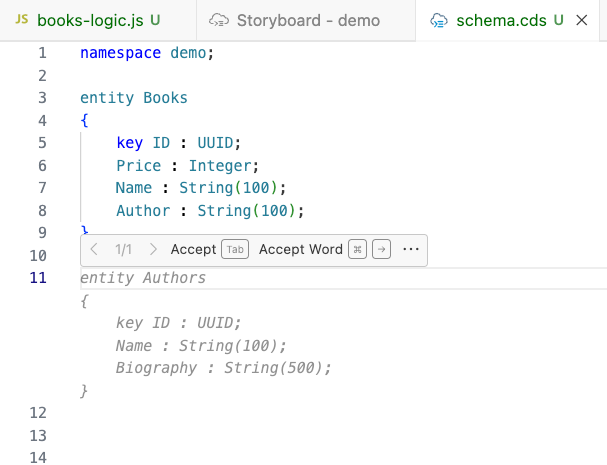 JS books-logic.js U Storyboard - demo schema.cds U
1 namespace demo;
2
3 entity Books
4 {
5 key ID : UUID;
6 Price : Integer;
7 Name : String(100);
8 Author : String(100);
9 }
1/1 Accept Tab Accept Word ⌘ → ···
10
11 entity Authors
{
key ID : UUID;
Name : String(100);
Biography : String(500);
}
12
13
14